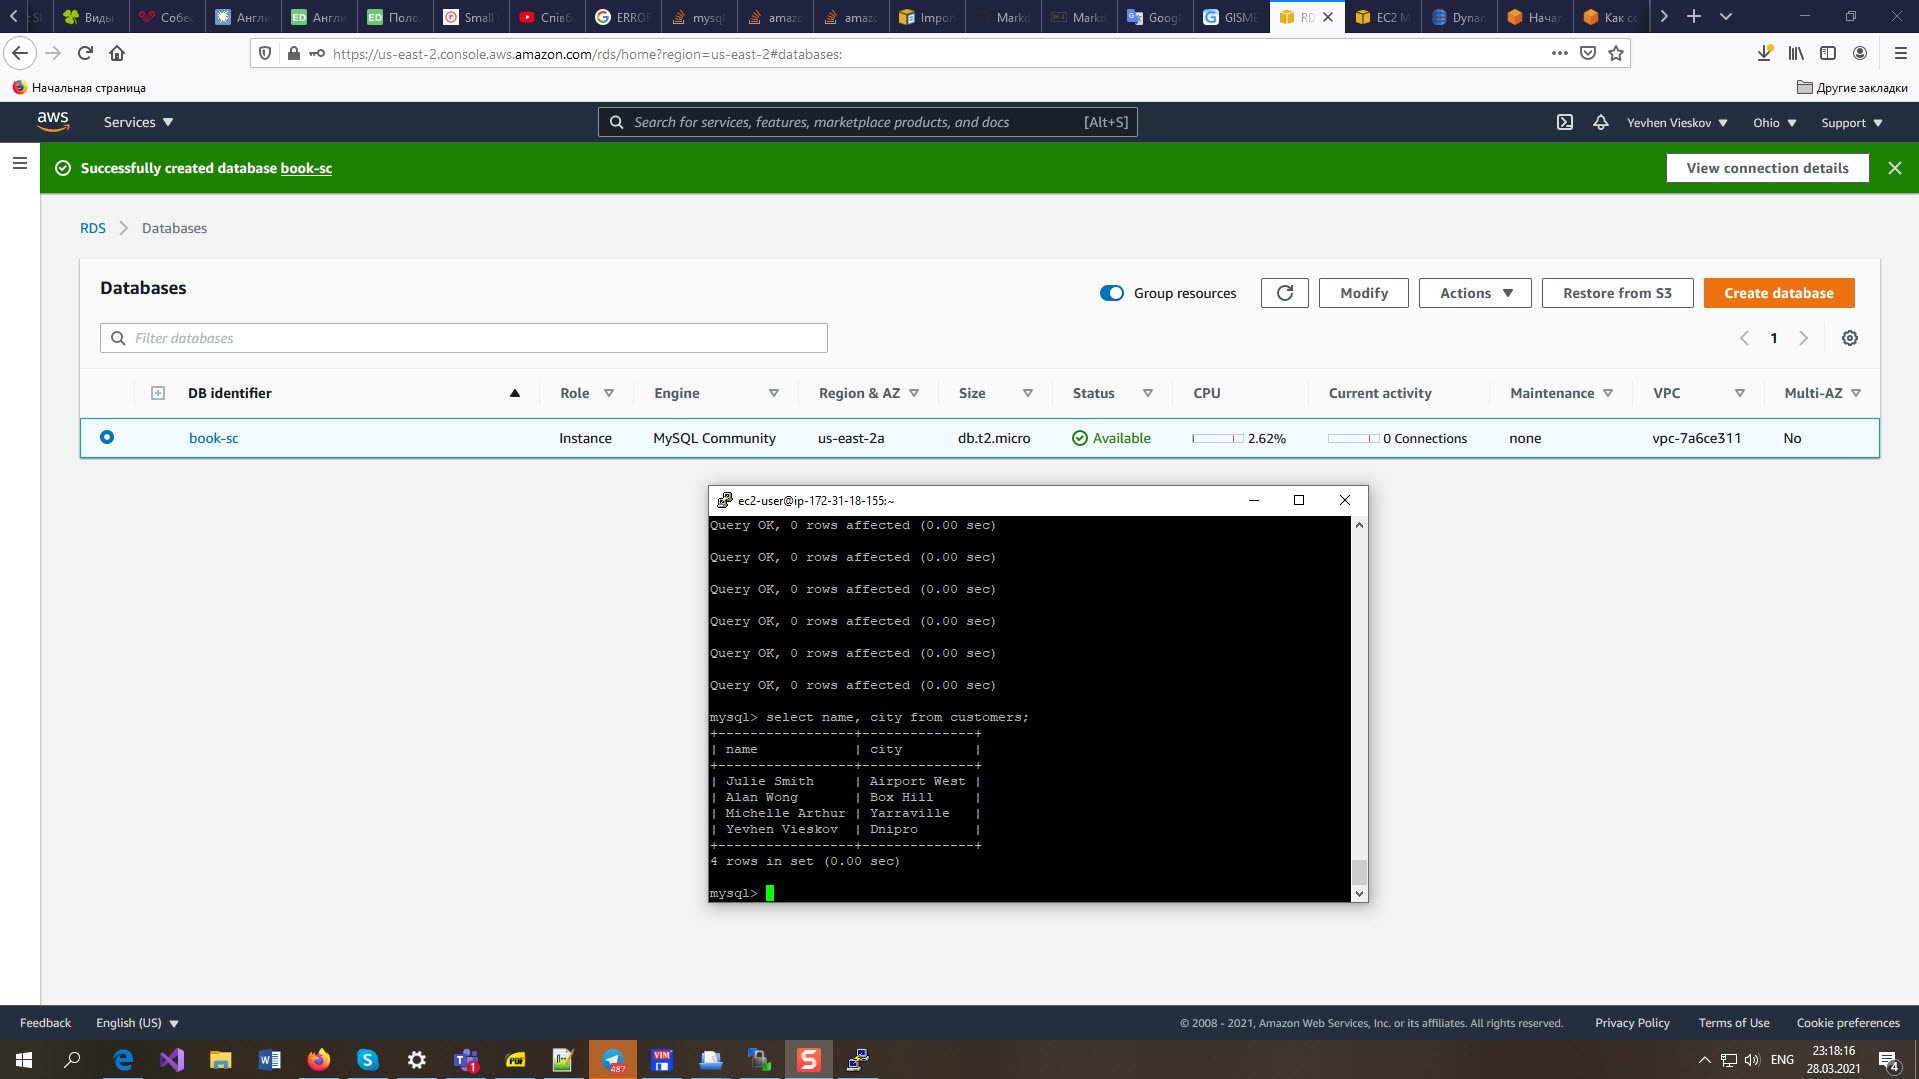 Виды
Собес
Англи
Англи
Поло
Small
Співб
ERROR
mysql
amazo
amazo
Impor
Markd
Markd
Googl
GISME
RD
EC2 M
Dynam
Начал
Как со
https://us-east-2.console.aws.amazon.com/rds/home?region=us-east-2#databases:
Начальная страница
Другие закладки
aws
Services
Search for services, features, marketplace products, and docs [Alt+S]
Yevhen Vieskov
Ohio
Support
Successfully created database book-sc
View connection details
RDS
Databases
Databases
Group resources
Modify
Actions
Restore from S3
Create database
Filter databases
1
DB identifier Role Engine Region & AZ Size Status CPU Current activity Maintenance VPC Multi-AZ
book-sc Instance MySQL Community us-east-2a db.t2.micro Available 2.62% 0 Connections none vpc-7a6ce311 No
ec2-user@ip-172-31-18-155:~
Query OK, 0 rows affected (0.00 sec)
Query OK, 0 rows affected (0.00 sec)
Query OK, 0 rows affected (0.00 sec)
Query OK, 0 rows affected (0.00 sec)
Query OK, 0 rows affected (0.00 sec)
Query OK, 0 rows affected (0.00 sec)
mysql> select name, city from customers;
+-----------------+--------------+
| name            | city         |
+-----------------+--------------+
| Julie Smith     | Airport West |
| Alan Wong       | Box Hill     |
| Michelle Arthur | Yarraville   |
| Yevhen Vieskov  | Dnipro       |
+-----------------+--------------+
4 rows in set (0.00 sec)
mysql>
Feedback
English (US)
© 2008 - 2021, Amazon Web Services, Inc. or its affiliates. All rights reserved.
Privacy Policy
Terms of Use
Cookie preferences
ENG
23:18:16
28.03.2021
487
1
4